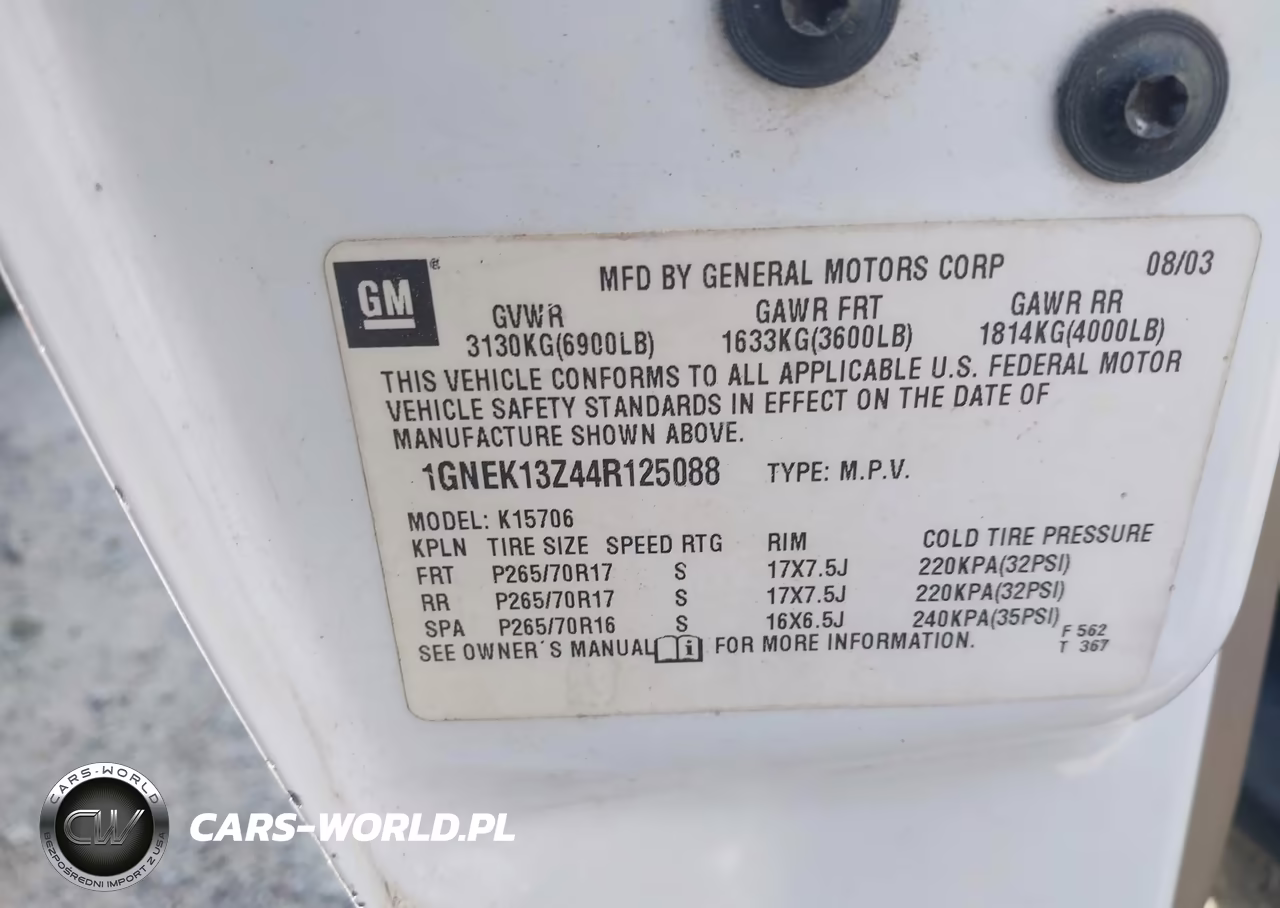 GM
MFD BY GENERAL MOTORS CORP 08/03
GVWR GAWR FRT GAWR RR
3130KG(6900LB) 1633KG(3600LB) 1814KG(4000LB)
THIS VEHICLE CONFORMS TO ALL APPLICABLE U.S. FEDERAL MOTOR
VEHICLE SAFETY STANDARDS IN EFFECT ON THE DATE OF
MANUFACTURE SHOWN ABOVE.
1GNEK13Z44R125088 TYPE: M.P.V.
MODEL: K15706
KPLN TIRE SIZE SPEED RTG RIM COLD TIRE PRESSURE
FRT P265/70R17 S 17X7.5J 220KPA(32PSI)
RR P265/70R17 S 17X7.5J 220KPA(32PSI)
SPA P265/70R16 S 16X6.5J 240KPA(35PSI)
SEE OWNER'S MANUAL FOR MORE INFORMATION.
F 562
T 367
CARS-WORLD
CW
BEZPOŚREDNI IMPORT Z USA
CARS-WORLD.PL